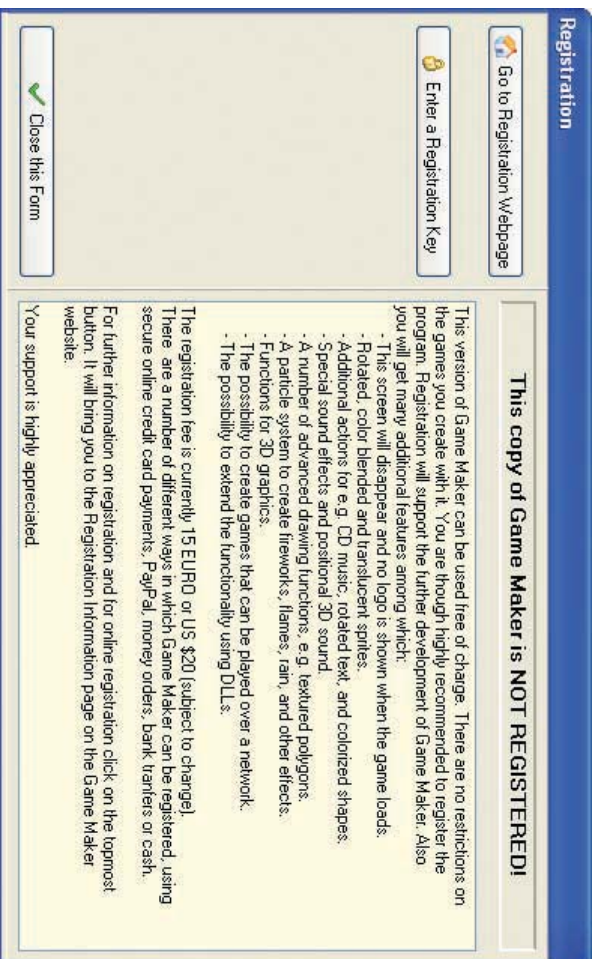 Registration
Go to Registration Webpage
Enter a Registration Key
Close this Form
This copy of Game Maker is NOT REGISTERED!
This version of Game Maker can be used free of charge. There are no restrictions on
the games you create with it. You are though highly recommended to register the
program. Registration will support the further development of Game Maker. Also
you will get many additional features among which:
- This screen will disappear and no logo is shown when the game loads.
- Rotated, color blended and translucent sprites.
- Additional actions for e.g. CD music, rotated text, and colorized shapes.
- Special sound effects and positional 3D sound.
- A number of advanced drawing functions, e.g. textured polygons.
- A particle system to create fireworks, flames, rain, and other effects.
- Functions for 3D graphics.
- The possibility to create games that can be played over a network.
- The possibility to extend the functionality using DLLs.
The registration fee is currently 15 EURO or US $20 (subject to change).
There are a number of different ways in which Game Maker can be registered, using
secure online credit card payments, PayPal, money orders, bank tranfers or cash.
For further information on registration and for online registration click on the topmost
button. It will bring you to the Registration Information page on the Game Maker
website.
Your support is highly appreciated.